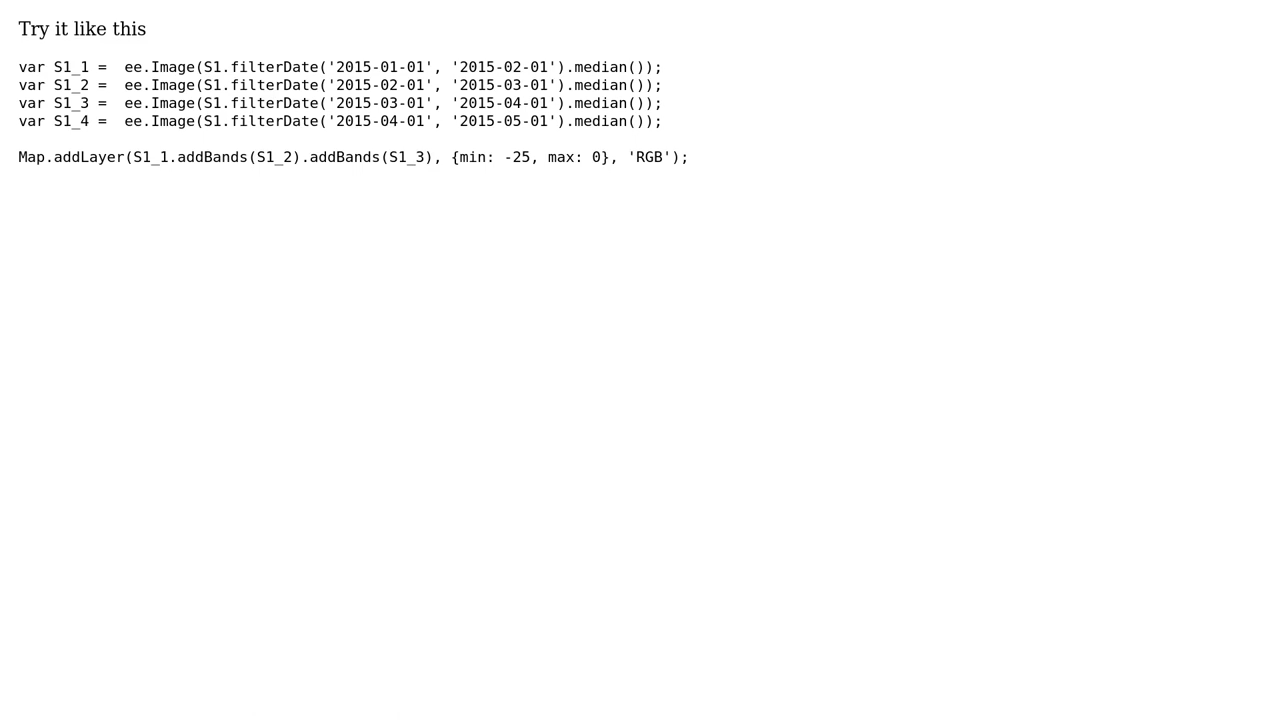 Try it like this
var S1_1 =  ee.Image(S1.filterDate('2015-01-01', '2015-02-01').median());
var S1_2 =  ee.Image(S1.filterDate('2015-02-01', '2015-03-01').median());
var S1_3 =  ee.Image(S1.filterDate('2015-03-01', '2015-04-01').median());
var S1_4 =  ee.Image(S1.filterDate('2015-04-01', '2015-05-01').median());
Map.addLayer(S1_1.addBands(S1_2).addBands(S1_3), {min: -25, max: 0}, 'RGB');